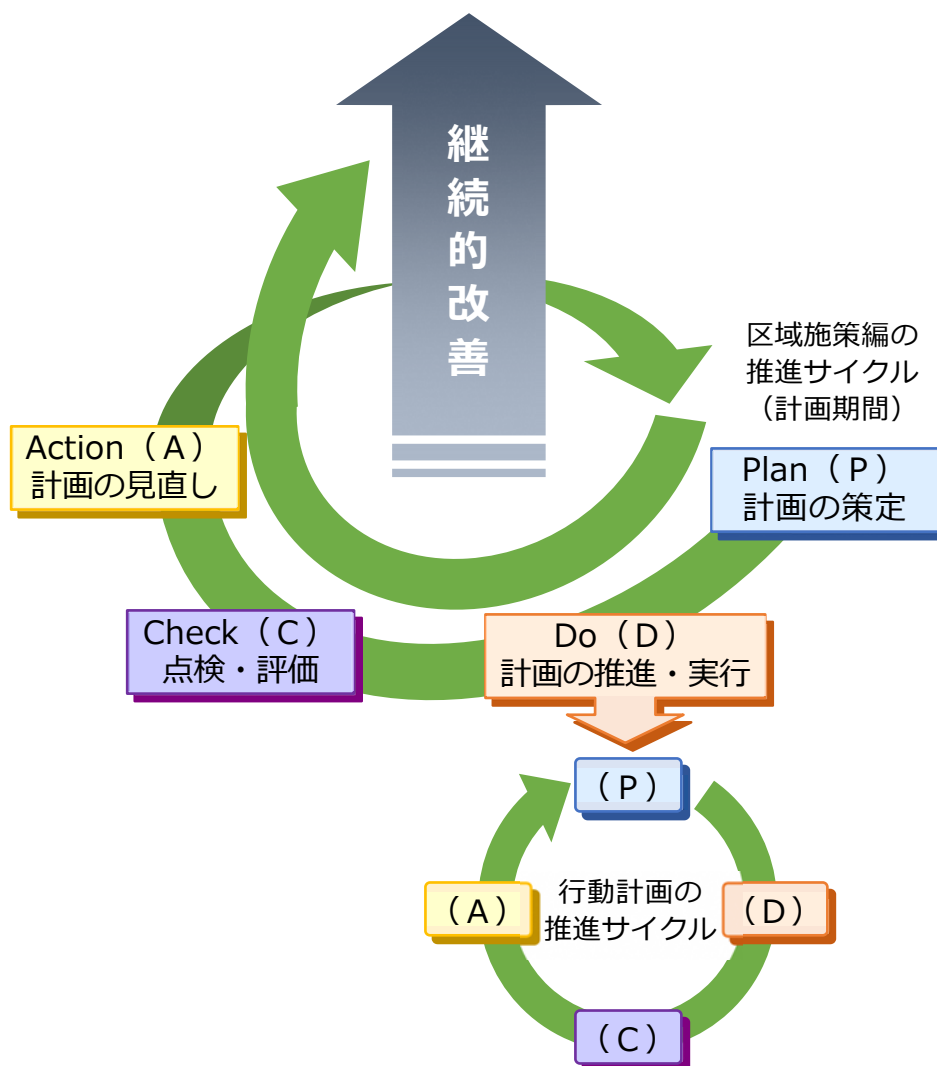 継続的改善
区域施策編の
推進サイクル
（計画期間）
Action（A）
計画の見直し
Plan（P）
計画の策定
Check（C）
点検・評価
Do（D）
計画の推進・実行
（P）
（A）
行動計画の
推進サイクル
（D）
（C）